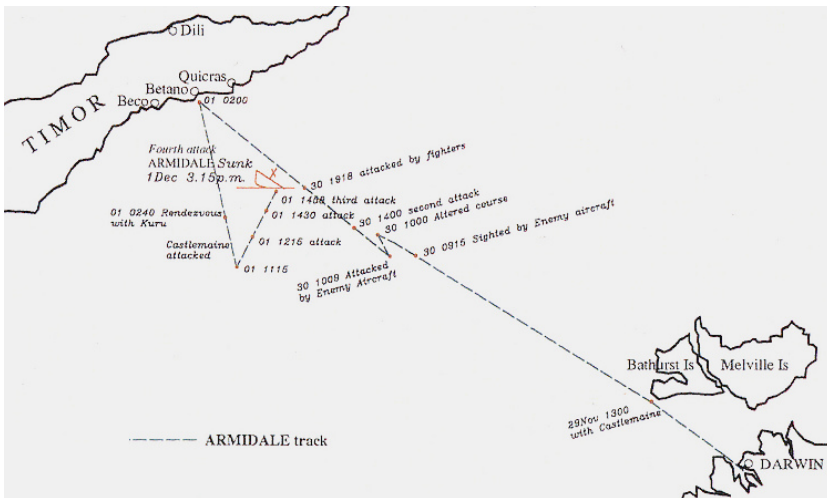 Dili
Quicras
Betano
Beco
TIMOR
01 0200
Fourth attack
ARMIDALE Sunk
1Dec 3.15p.m.
X
30 1918 attacked by fighters
01 1458 third attack
01 1430 attack
30 1400 second attack
30 1000 Altered course
01 0240 Rendezvous
with Kuru
Castlemaine
attacked
01 1215 attack
30 0915 Sighted by Enemy aircraft
01 1115
30 1009 Attacked
by Enemy Aircraft
Bathurst Is
Melville Is
29Nov 1300
with Castlemaine
ARMIDALE track
DARWIN